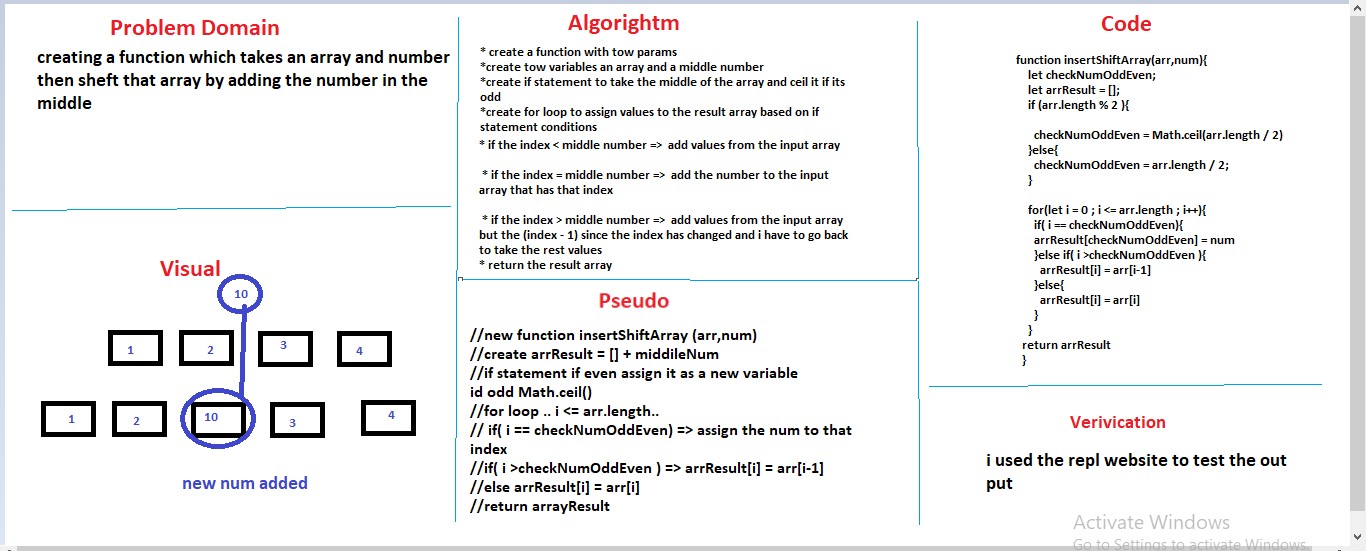 Problem Domain
creating a function which takes an array and number
then sheft that array by adding the number in the
middle
Visual
10
1
2
3
4
1
2
10
3
4
new num added
Algorightm
* create a function with tow params
*create tow variables an array and a middle number
*create if statement to take the middle of the array and ceil it if its
odd
*create for loop to assign values to the result array based on if
statement conditions
* if the index < middle number => add values from the input array
* if the index = middle number => add the number to the input
array that has that index
* if the index > middle number => add values from the input array
but the (index - 1) since the index has changed and i have to go back
to take the rest values
* return the result array
Pseudo
//new function insertShiftArray (arr,num)
//create arrResult = [] + middileNum
//if statement if even assign it as a new variable
id odd Math.ceil()
//for loop .. i <= arr.length..
// if( i == checkNumOddEven) => assign the num to that
index
//if( i >checkNumOddEven ) => arrResult[i] = arr[i-1]
//else arrResult[i] = arr[i]
//return arrayResult
Code
function insertShiftArray(arr,num){
let checkNumOddEven;
let arrResult = [];
if (arr.length % 2 ){
checkNumOddEven = Math.ceil(arr.length / 2)
}else{
checkNumOddEven = arr.length / 2;
}
for(let i = 0 ; i <= arr.length ; i++){
if( i == checkNumOddEven){
arrResult[checkNumOddEven] = num
}else if( i >checkNumOddEven ){
arrResult[i] = arr[i-1]
}else{
arrResult[i] = arr[i]
}
}
return arrResult
}
Verivication
i used the repl website to test the out
put
Activate Windows
Go to Settings to activate Windows.